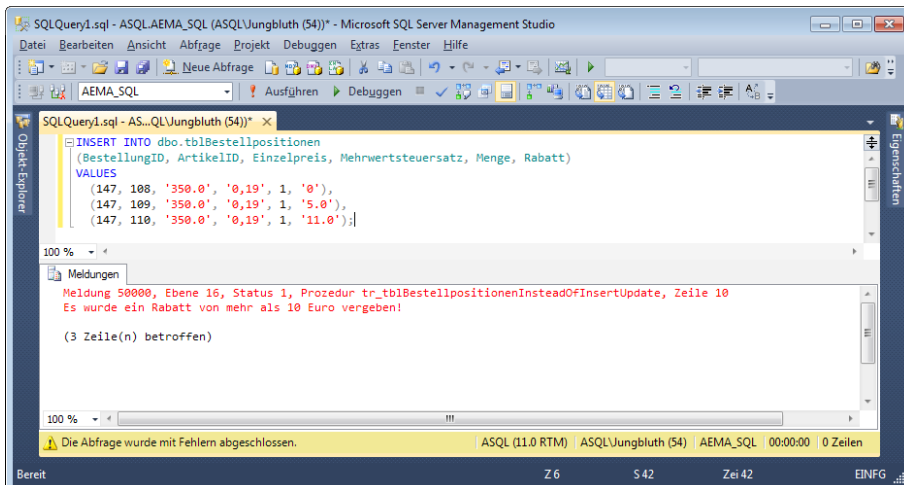 SQLQuery1.sql - ASQL.AEMA_SQL (ASQL\Jungbluth (54))* - Microsoft SQL Server Management Studio
Datei Bearbeiten Ansicht Abfrage Projekt Debuggen Extras Fenster Hilfe
Neue Abfrage
AEMA_SQL Ausführen Debuggen
SQLQuery1.sql - AS...QL\Jungbluth (54))*
Objekt-Explorer
Eigenschaften
INSERT INTO dbo.tblBestellpositionen
(BestellungID, ArtikelID, Einzelpreis, Mehrwertsteuersatz, Menge, Rabatt)
VALUES
(147, 108, '350.0', '0,19', 1, '0'),
(147, 109, '350.0', '0,19', 1, '5.0'),
(147, 110, '350.0', '0,19', 1, '11.0');
100 %
Meldungen
Meldung 50000, Ebene 16, Status 1, Prozedur tr_tblBestellpositionenInsteadOfInsertUpdate, Zeile 10
Es wurde ein Rabatt von mehr als 10 Euro vergeben!
(3 Zeile(n) betroffen)
100 %
Die Abfrage wurde mit Fehlern abgeschlossen. ASQL (11.0 RTM) ASQL\Jungbluth (54) AEMA_SQL 00:00:00 0 Zeilen
Bereit Z 6 S 42 Zei 42 EINFG